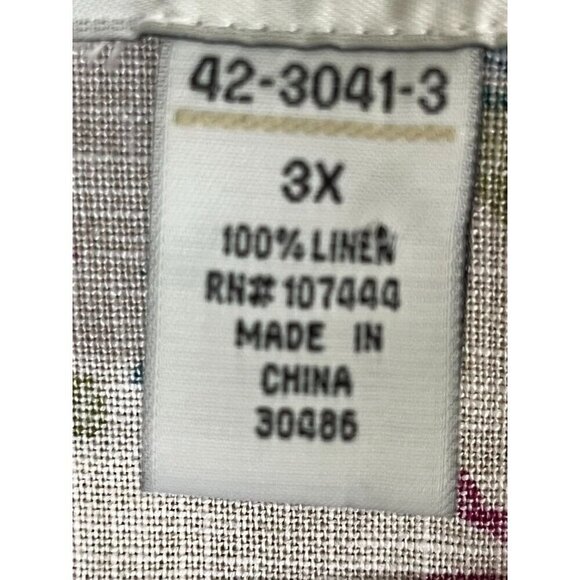 42-3041-3
3X
100% LINEN
RN# 107444
MADE IN
CHINA
30486